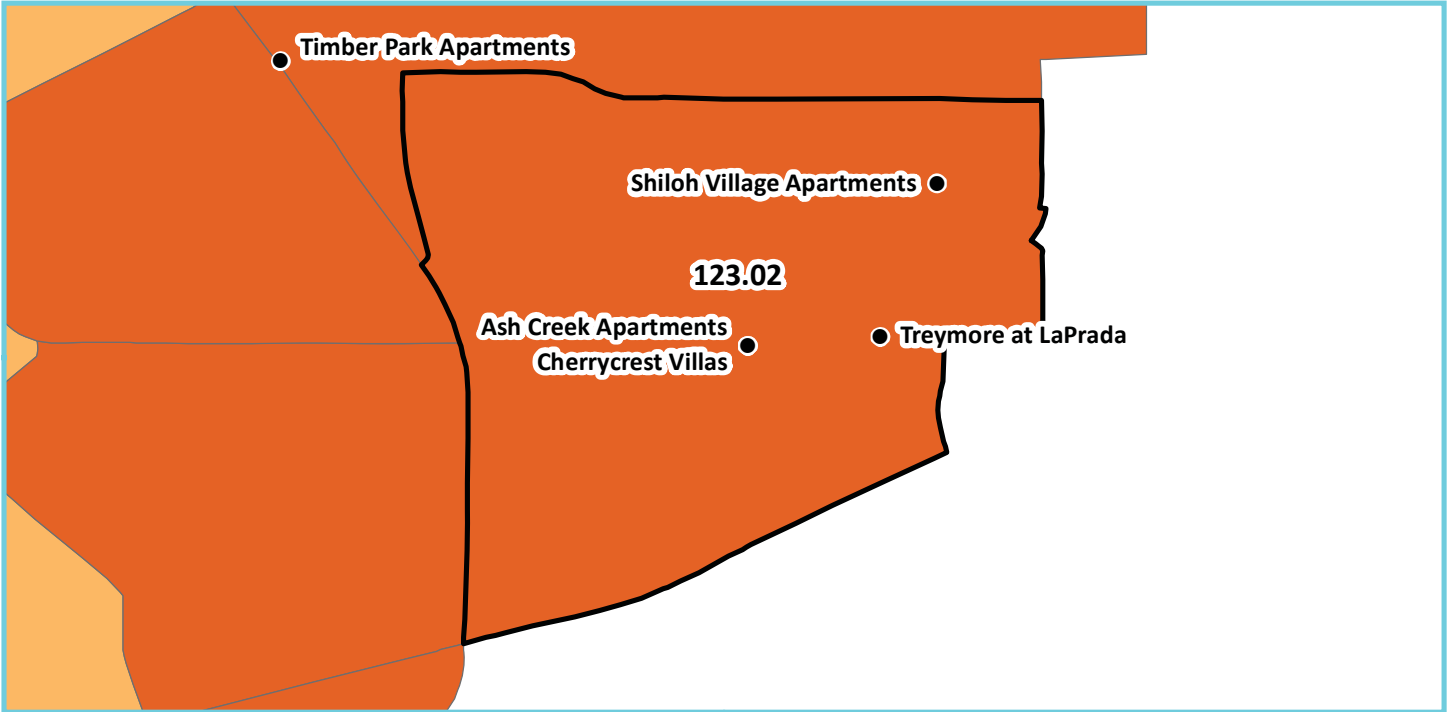 Timber Park Apartments
Shiloh Village Apartments
123.02
Ash Creek Apartments
Cherrycrest Villas
Treymore at LaPrada